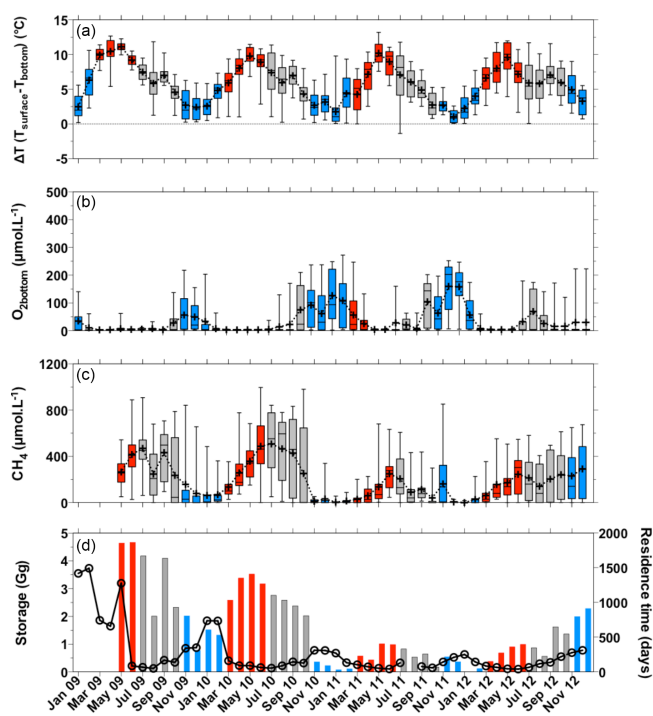 (a)
ΔT (Tsurface-Tbottom) (°C)
15
10
5
0
5
(b)
O2bottom (µmol.L-1)
500
400
300
200
100
0
(c)
CH4 (µmol.L-1)
1200
800
400
0
(d)
Storage (Gg)
5
4
3
2
1
0
Residence time (days)
2000
1500
1000
500
0
Jan 09
Mar 09
May 09
Jul 09
Sep 09
Nov 09
Jan 10
Mar 10
May 10
Jul 10
Sep 10
Nov 10
Jan 11
Mar 11
May 11
Jul 11
Sep 11
Nov 11
Jan 12
Mar 12
May 12
Jul 12
Sep 12
Nov 12